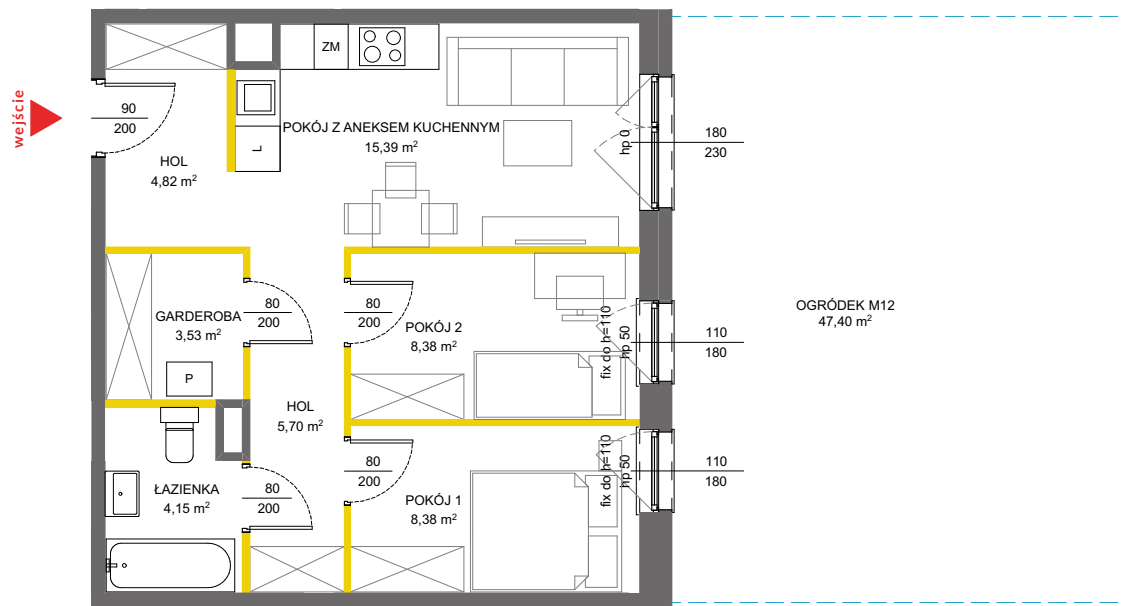 wejście
90
200
HOL
4,82 m²
ZM
L
POKÓJ Z ANEKSEM KUCHENNYM
15,39 m²
hp 0
180
230
GARDEROBA
3,53 m²
P
80
200
80
200
POKÓJ 2
8,38 m²
fix do h=110
hp 50
110
180
OGRÓDEK M12
47,40 m²
HOL
5,70 m²
ŁAZIENKA
4,15 m²
80
200
80
200
POKÓJ 1
8,38 m²
fix do h=110
hp 50
110
180